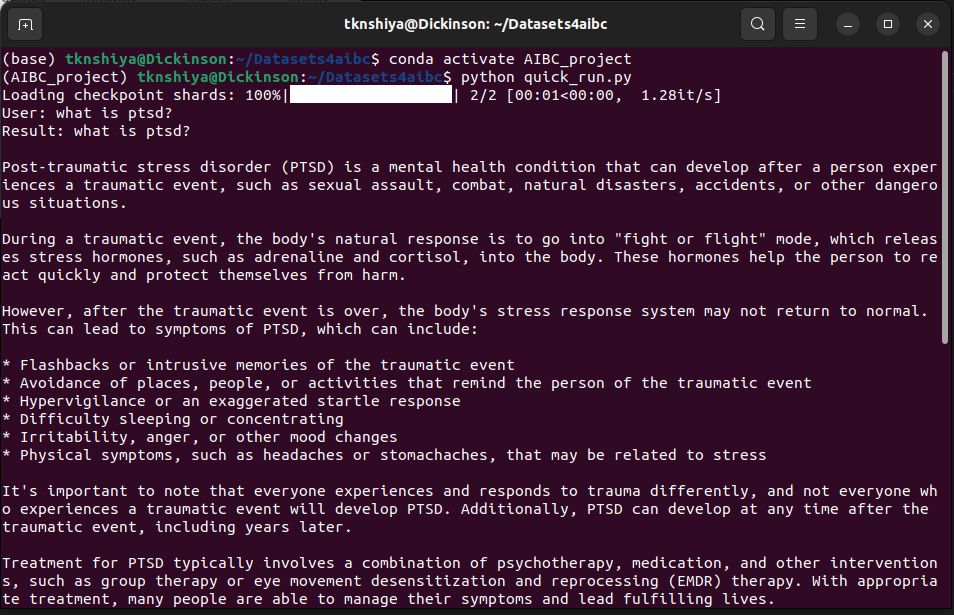 tknshiya@Dickinson: ~/Datasets4aibc
(base) tknshiya@Dickinson:~/Datasets4aibc$ conda activate AIBC_project
(AIBC_project) tknshiya@Dickinson:~/Datasets4aibc$ python quick_run.py
Loading checkpoint shards: 100%|██████████████████| 2/2 [00:01<00:00,  1.28it/s]
User: what is ptsd?
Result: what is ptsd?
Post-traumatic stress disorder (PTSD) is a mental health condition that can develop after a person exper
iences a traumatic event, such as sexual assault, combat, natural disasters, accidents, or other dangero
us situations.
During a traumatic event, the body's natural response is to go into "fight or flight" mode, which releas
es stress hormones, such as adrenaline and cortisol, into the body. These hormones help the person to re
act quickly and protect themselves from harm.
However, after the traumatic event is over, the body's stress response system may not return to normal.
This can lead to symptoms of PTSD, which can include:
* Flashbacks or intrusive memories of the traumatic event
* Avoidance of places, people, or activities that remind the person of the traumatic event
* Hypervigilance or an exaggerated startle response
* Difficulty sleeping or concentrating
* Irritability, anger, or other mood changes
* Physical symptoms, such as headaches or stomachaches, that may be related to stress
It's important to note that everyone experiences and responds to trauma differently, and not everyone wh
o experiences a traumatic event will develop PTSD. Additionally, PTSD can develop at any time after the
traumatic event, including years later.
Treatment for PTSD typically involves a combination of psychotherapy, medication, and other intervention
s, such as group therapy or eye movement desensitization and reprocessing (EMDR) therapy. With appropria
te treatment, many people are able to manage their symptoms and lead fulfilling lives.